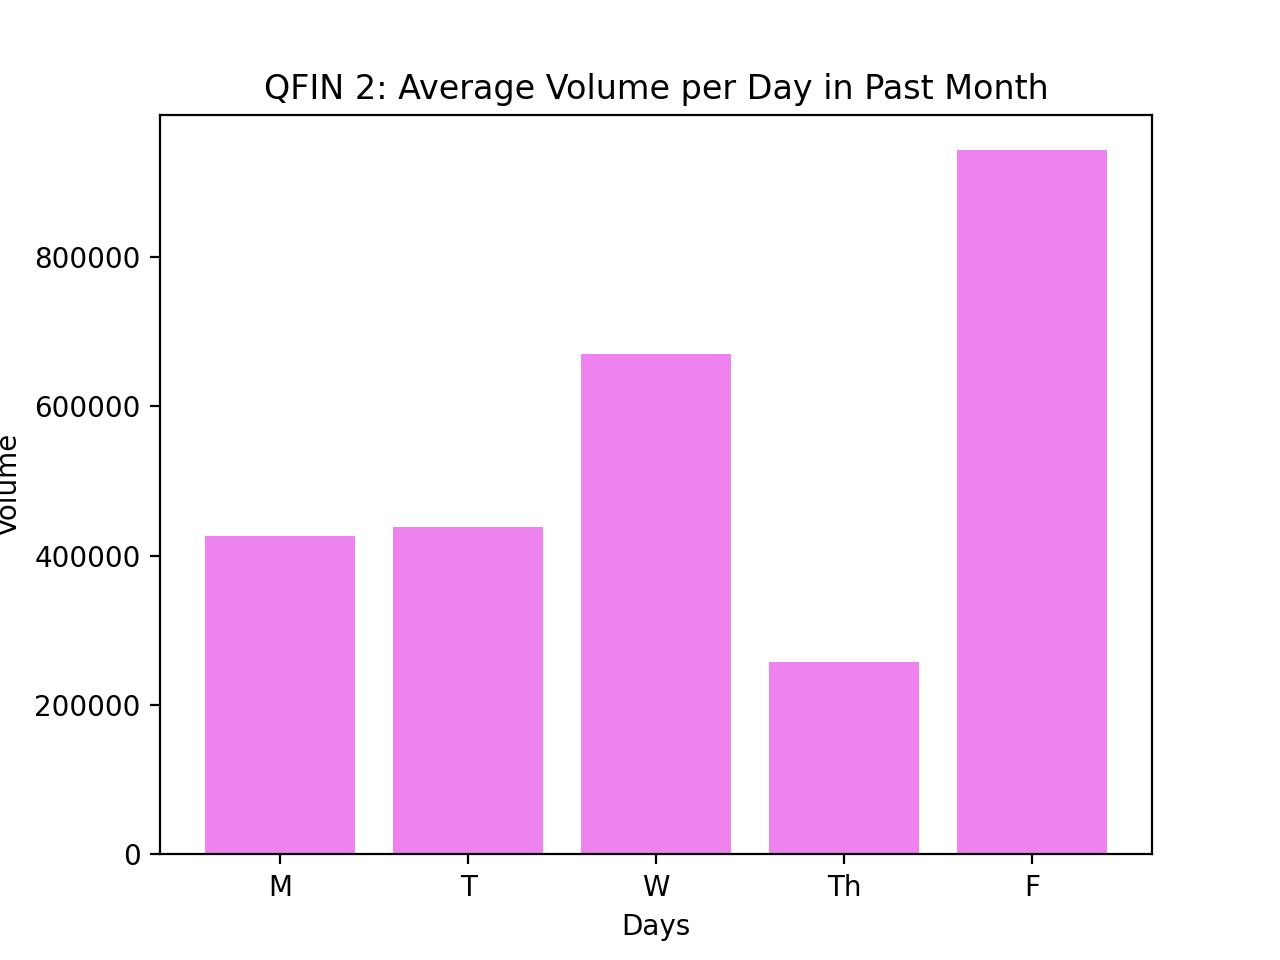 QFIN 2: Average Volume per Day in Past Month
Volume
800000
600000
400000
200000
0
M T W Th F
Days